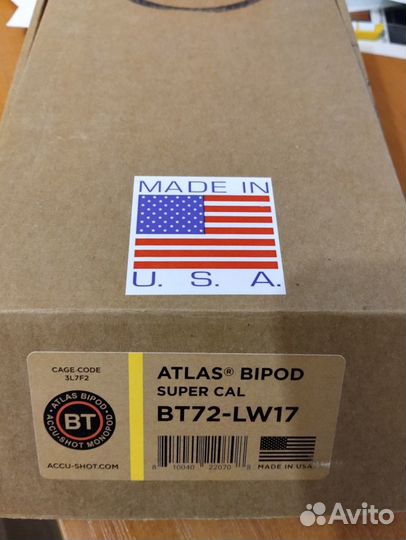 MADE IN
U. S. A.
CAGE-CODE
3L7F2
ATLAS BIPOD
BT
ACCU-SHOT MONOPOD
ACCU-SHOT.COM
ATLAS® BIPOD
SUPER CAL
BT72-LW17
8 10040 22070 8
MADE IN USA
Avito